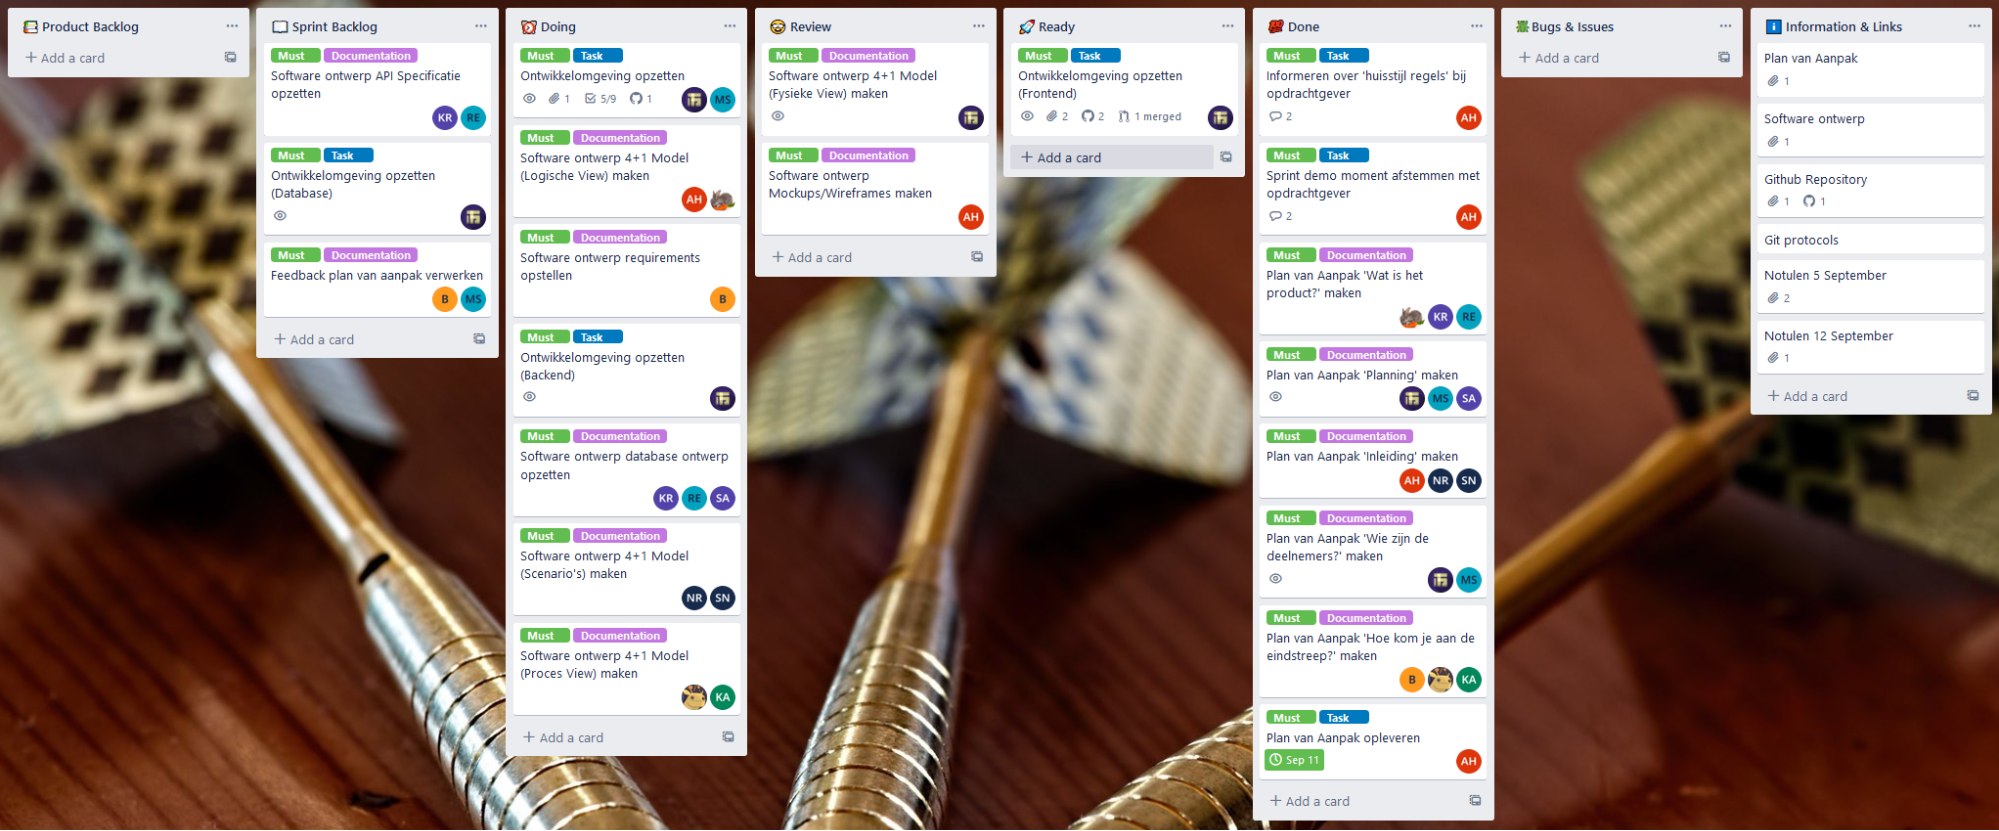 Product Backlog
Add a card
Sprint Backlog
Must Documentation
Software ontwerp API Specificatie
opzetten
KR RE
Must Task
Ontwikkelomgeving opzetten
(Database)
Must Documentation
Feedback plan van aanpak verwerken
B MS
Add a card
Doing
Must Task
Ontwikkelomgeving opzetten
1 5/9 1 MS
Must Documentation
Software ontwerp 4+1 Model
(Logische View) maken
AH
Must Documentation
Software ontwerp requirements
opstellen
B
Must Task
Ontwikkelomgeving opzetten
(Backend)
Must Documentation
Software ontwerp database ontwerp
opzetten
KR RE SA
Must Documentation
Software ontwerp 4+1 Model
(Scenario's) maken
NR SN
Must Documentation
Software ontwerp 4+1 Model
(Proces View) maken
KA
Add a card
Review
Must Documentation
Software ontwerp 4+1 Model
(Fysieke View) maken
Must Documentation
Software ontwerp
Mockups/Wireframes maken
AH
Add a card
Ready
Must Task
Ontwikkelomgeving opzetten
(Frontend)
2 2 1 merged
Add a card
Done
Must Task
Informeren over 'huisstijl regels' bij
opdrachtgever
2 AH
Must Task
Sprint demo moment afstemmen met
opdrachtgever
2 AH
Must Documentation
Plan van Aanpak 'Wat is het
product?' maken
KR RE
Must Documentation
Plan van Aanpak 'Planning' maken
MS SA
Must Documentation
Plan van Aanpak 'Inleiding' maken
AH NR SN
Must Documentation
Plan van Aanpak 'Wie zijn de
deelnemers?' maken
MS
Must Documentation
Plan van Aanpak 'Hoe kom je aan de
eindstreep?' maken
B KA
Must Task
Plan van Aanpak opleveren
Sep 11 AH
Add a card
Bugs & Issues
Add a card
Information & Links
Plan van Aanpak
1
Software ontwerp
1
Github Repository
1 1
Git protocols
Notulen 5 September
2
Notulen 12 September
1
Add a card